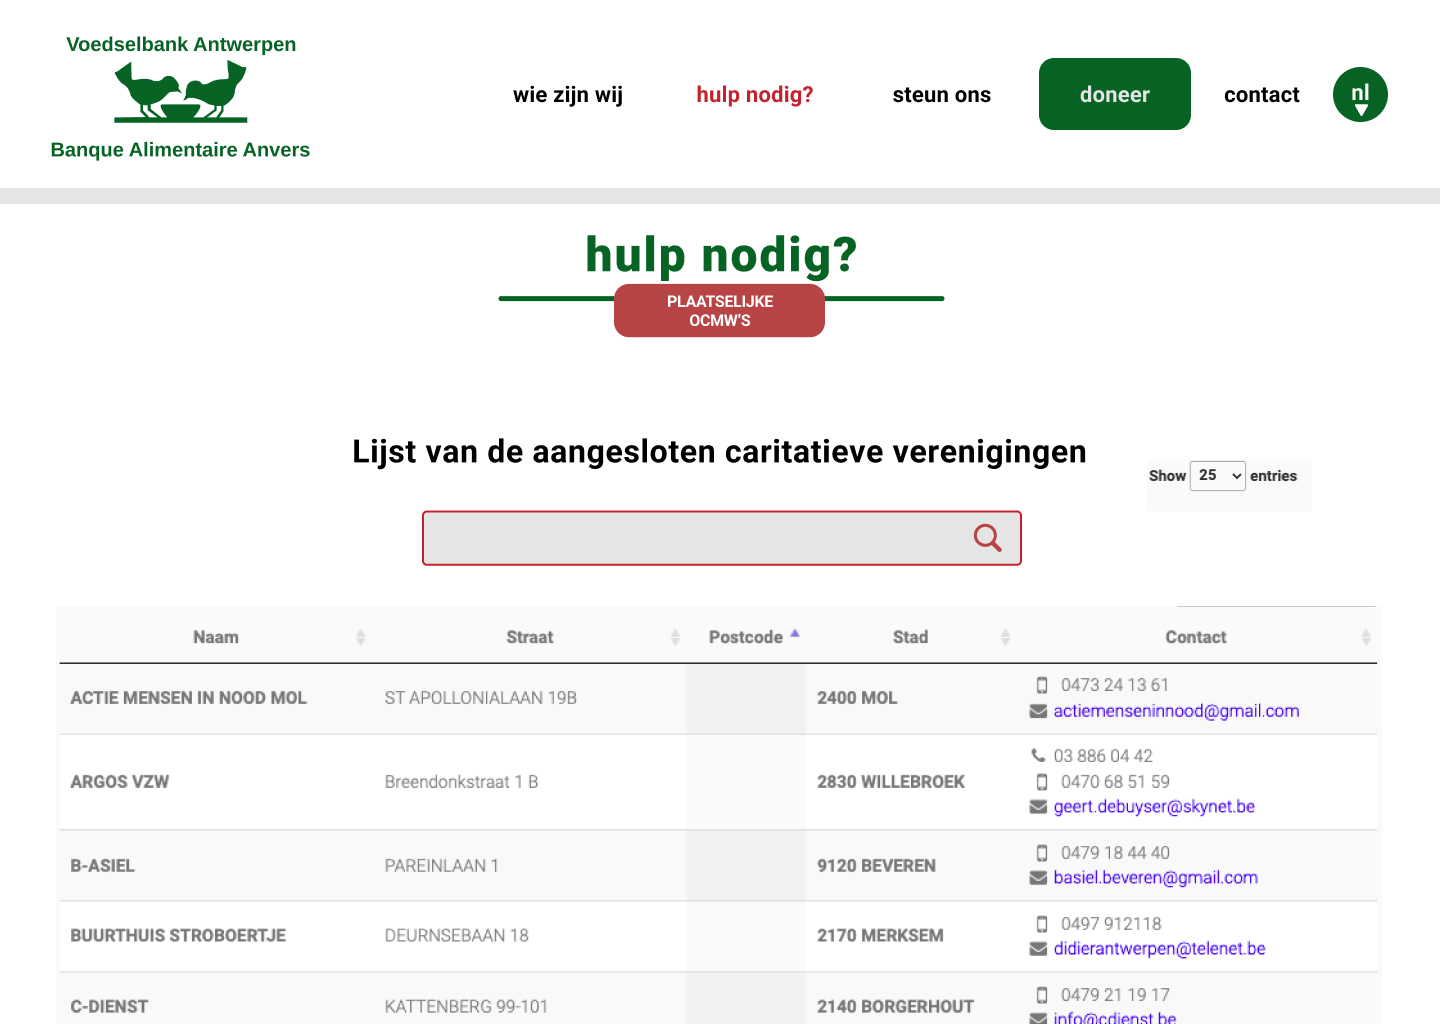 Voedselbank Antwerpen
Banque Alimentaire Anvers
wie zijn wij
hulp nodig?
steun ons
doneer
contact
nl
hulp nodig?
PLAATSELIJKE
OCMW'S
Lijst van de aangesloten caritatieve verenigingen
Show 25 entries
Naam Straat Postcode Stad Contact
ACTIE MENSEN IN NOOD MOL ST APOLLONIALAAN 19B 2400 MOL 0473 24 13 61
actiemenseninnood@gmail.com
03 886 04 42
ARGOS VZW Breendonkstraat 1 B 2830 WILLEBROEK 0470 68 51 59
geert.debuyser@skynet.be
B-ASIEL PAREINLAAN 1 9120 BEVEREN 0479 18 44 40
basiel.beveren@gmail.com
BUURTHUIS STROBOERTJE DEURNSEBAAN 18 2170 MERKSEM 0497 912118
didierantwerpen@telenet.be
C-DIENST KATTENBERG 99-101 2140 BORGERHOUT 0479 21 19 17
info@cdienst.be